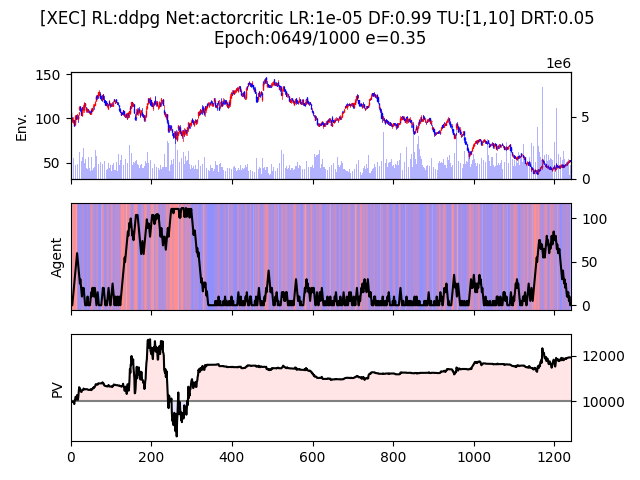 [XEC] RL:ddpg Net:actorcritic LR:1e-05 DF:0.99 TU:[1,10] DRT:0.05
Epoch:0649/1000 e=0.35
1e6
150
100
50
Env.
5
0
Agent
100
50
0
PV
12000
10000
0 200 400 600 800 1000 1200